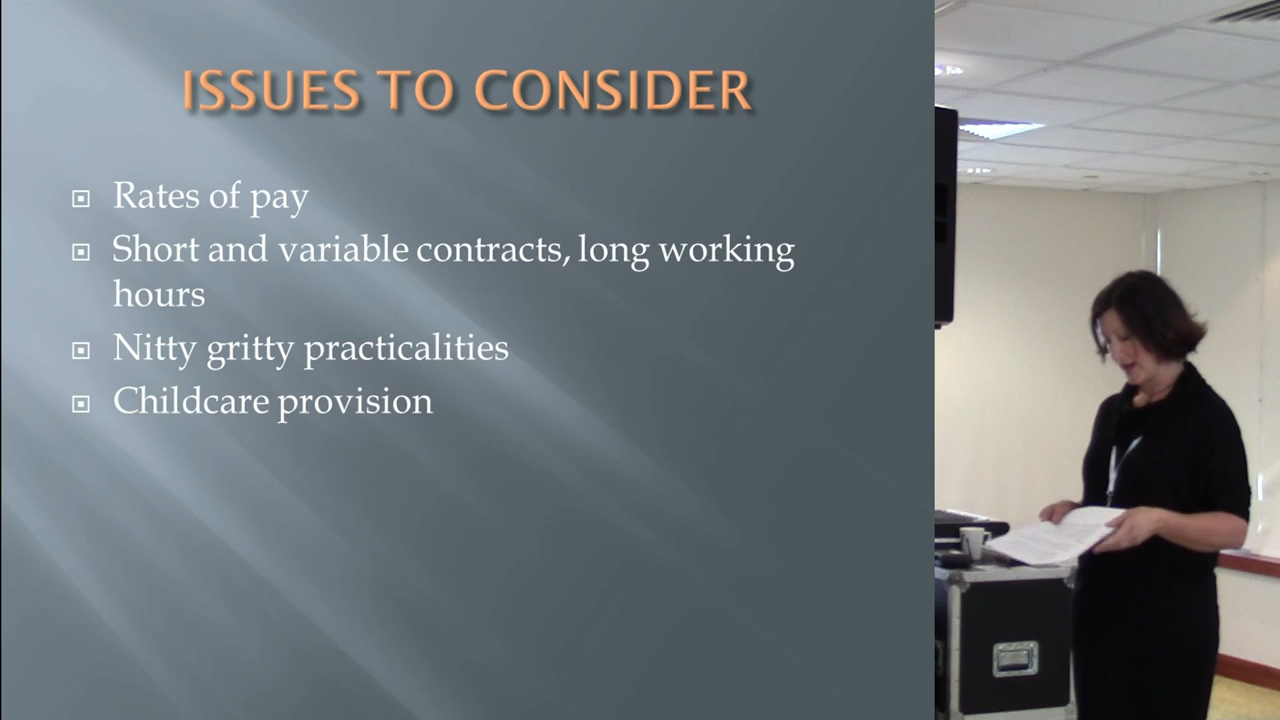 ISSUES TO CONSIDER
Rates of pay
Short and variable contracts, long working
hours
Nitty gritty practicalities
Childcare provision